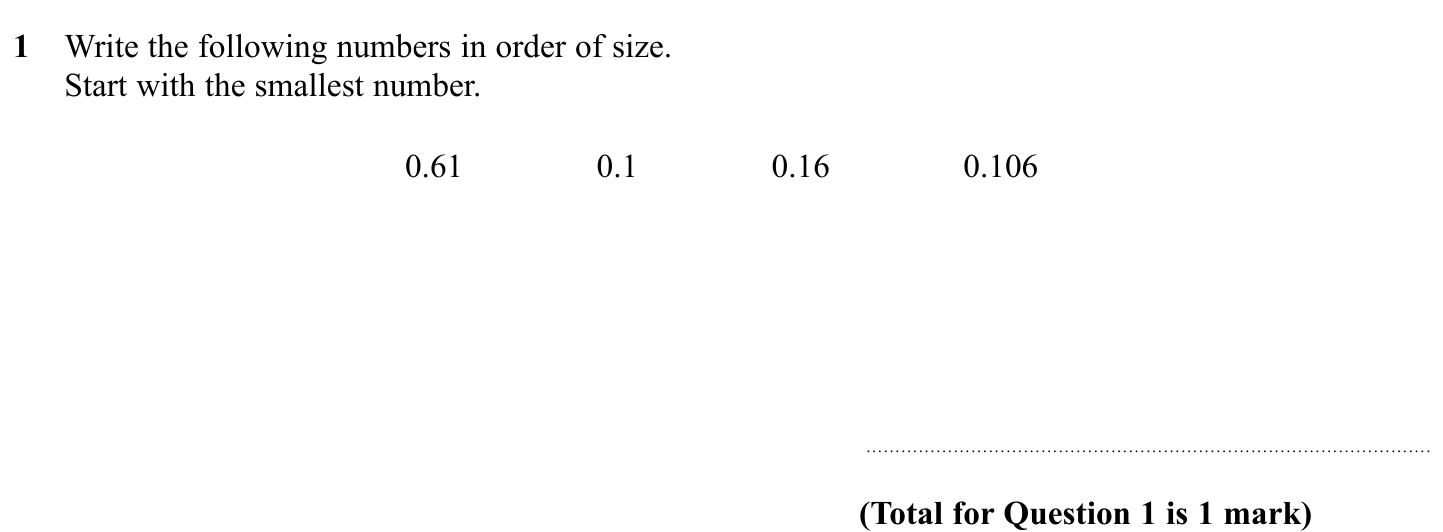 1 Write the following numbers in order of size.
Start with the smallest number.
0.61 0.1 0.16 0.106
(Total for Question 1 is 1 mark)